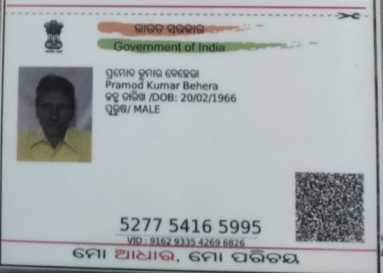 ଭାରତ ସରକାର
Government of India
ପ୍ରମୋଦ କୁମାର ବେହେରା
Pramod Kumar Behera
ଜନ୍ମ ତାରିଖ /DOB: 20/02/1966
ପୁରୁଷ/ MALE
5277 5416 5995
VID : 9162 9335 4269 6826
ମୋ ଆଧାର, ମୋ ପରିଚୟ